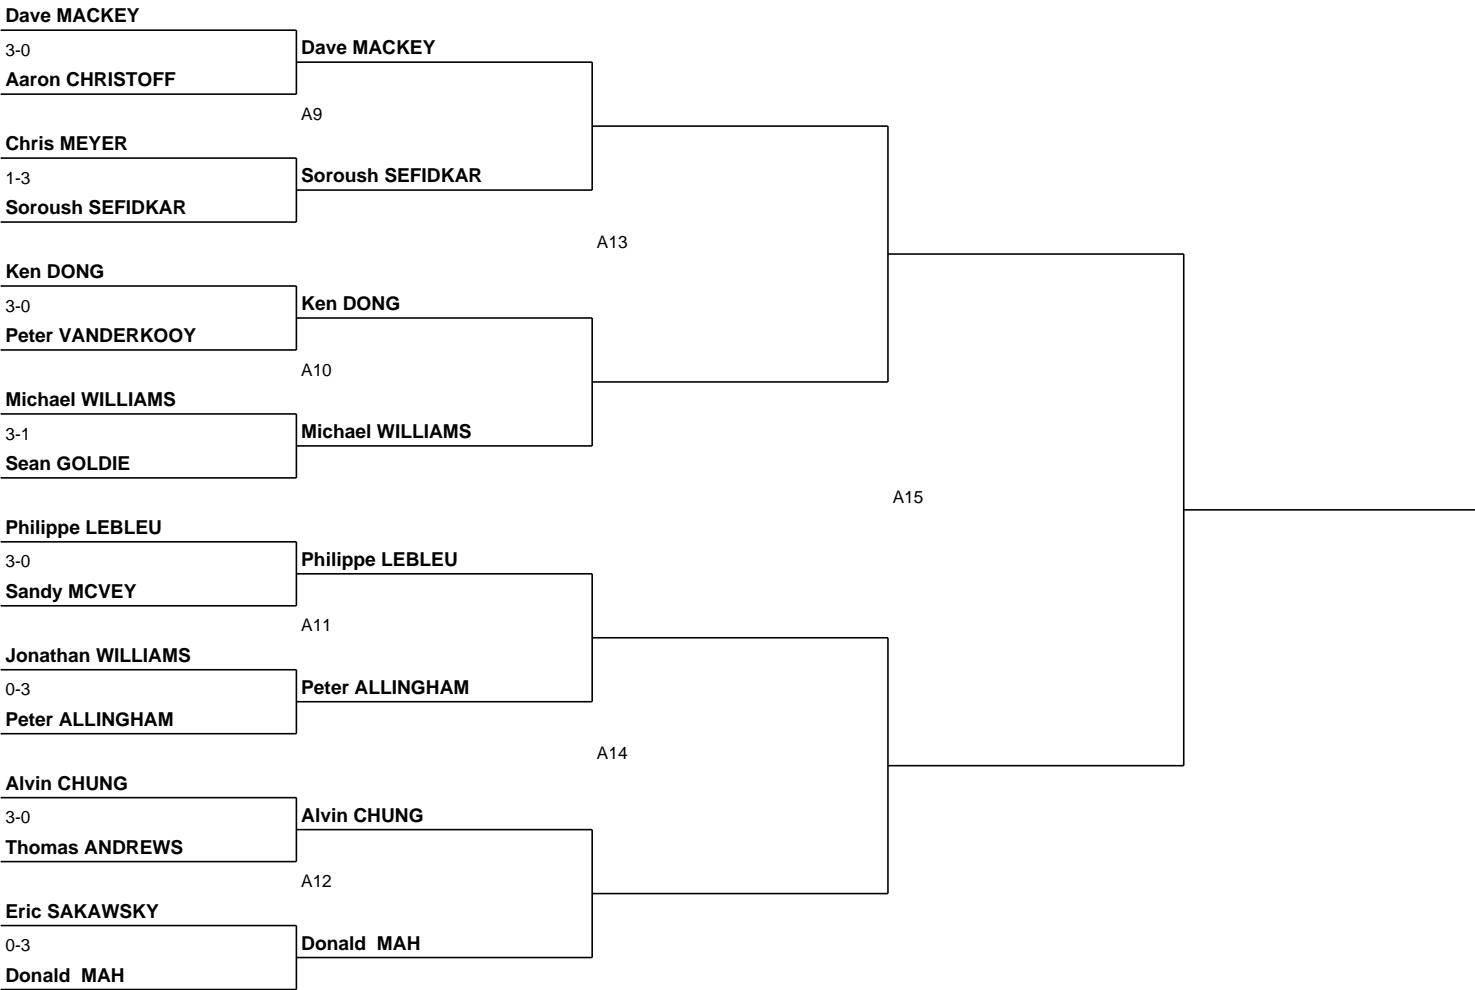 Dave MACKEY
3-0
Aaron CHRISTOFF
Dave MACKEY
A9
Chris MEYER
1-3
Soroush SEFIDKAR
Soroush SEFIDKAR
A13
Ken DONG
3-0
Peter VANDERKOOY
Ken DONG
A10
Michael WILLIAMS
3-1
Sean GOLDIE
Michael WILLIAMS
A15
Philippe LEBLEU
3-0
Sandy MCVEY
Philippe LEBLEU
A11
Jonathan WILLIAMS
0-3
Peter ALLINGHAM
Peter ALLINGHAM
A14
Alvin CHUNG
3-0
Thomas ANDREWS
Alvin CHUNG
A12
Eric SAKAWSKY
0-3
Donald  MAH
Donald  MAH